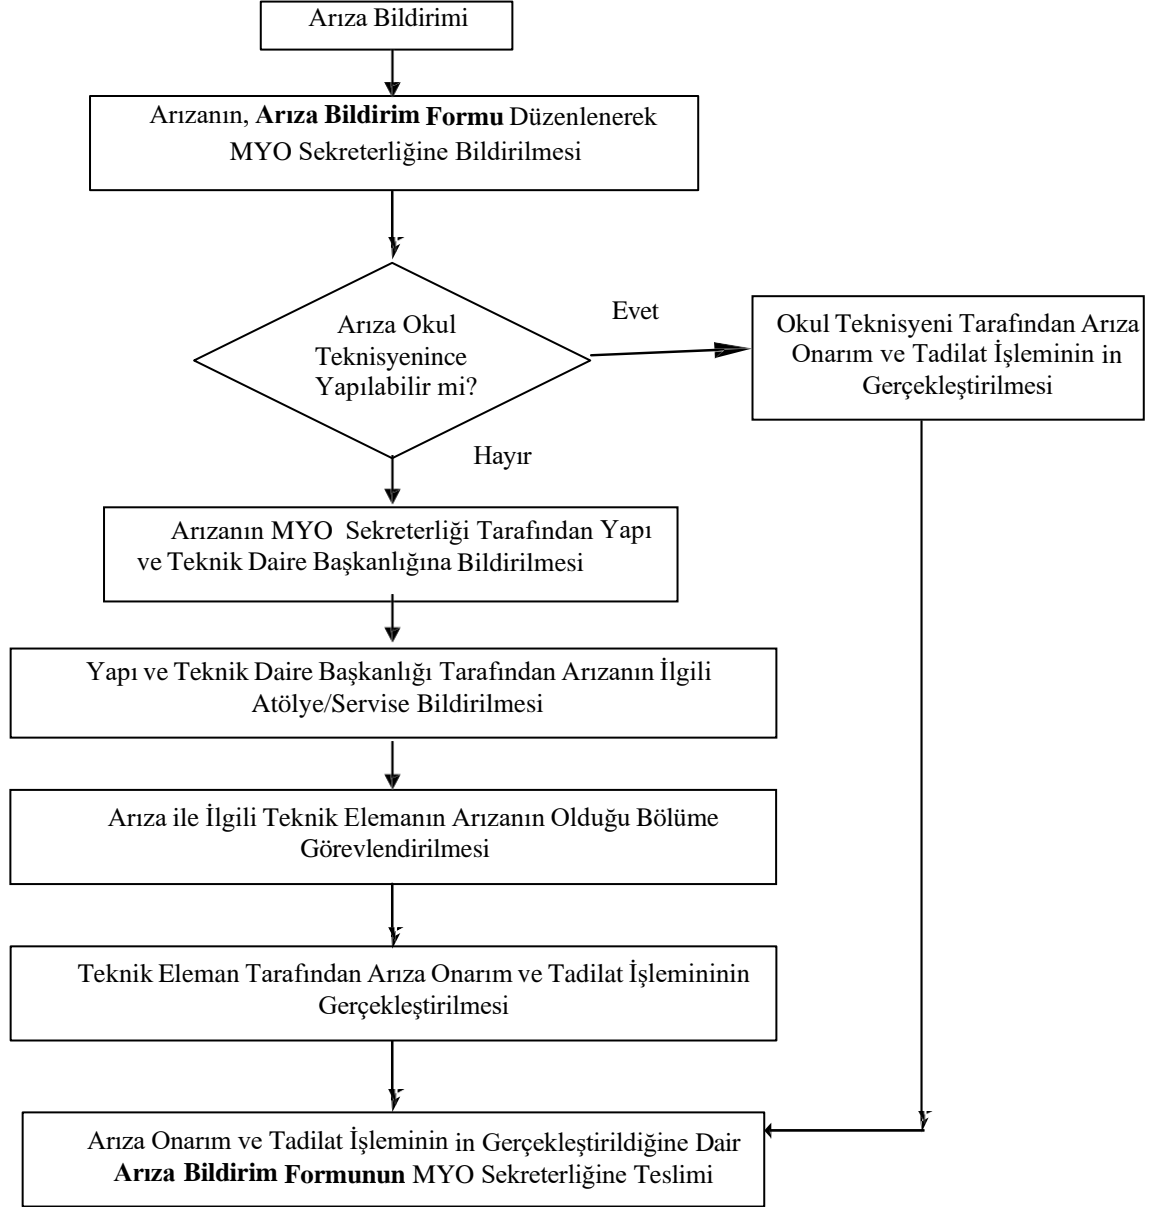 Arıza Bildirimi
Arızanın, Arıza Bildirim Formu Düzenlenerek
MYO Sekreterliğine Bildirilmesi
Arıza Okul
Teknisyenince
Yapılabilir mi?
Evet
Okul Teknisyeni Tarafından Arıza
Onarım ve Tadilat İşleminin in
Gerçekleştirilmesi
Hayır
Arızanın MYO Sekreterliği Tarafından Yapı
ve Teknik Daire Başkanlığına Bildirilmesi
Yapı ve Teknik Daire Başkanlığı Tarafından Arızanın İlgili
Atölye/Servise Bildirilmesi
Arıza ile İlgili Teknik Elemanın Arızanın Olduğu Bölüme
Görevlendirilmesi
Teknik Eleman Tarafından Arıza Onarım ve Tadilat İşlemininin
Gerçekleştirilmesi
Arıza Onarım ve Tadilat İşleminin in Gerçekleştirildiğine Dair
Arıza Bildirim Formunun MYO Sekreterliğine Teslimi